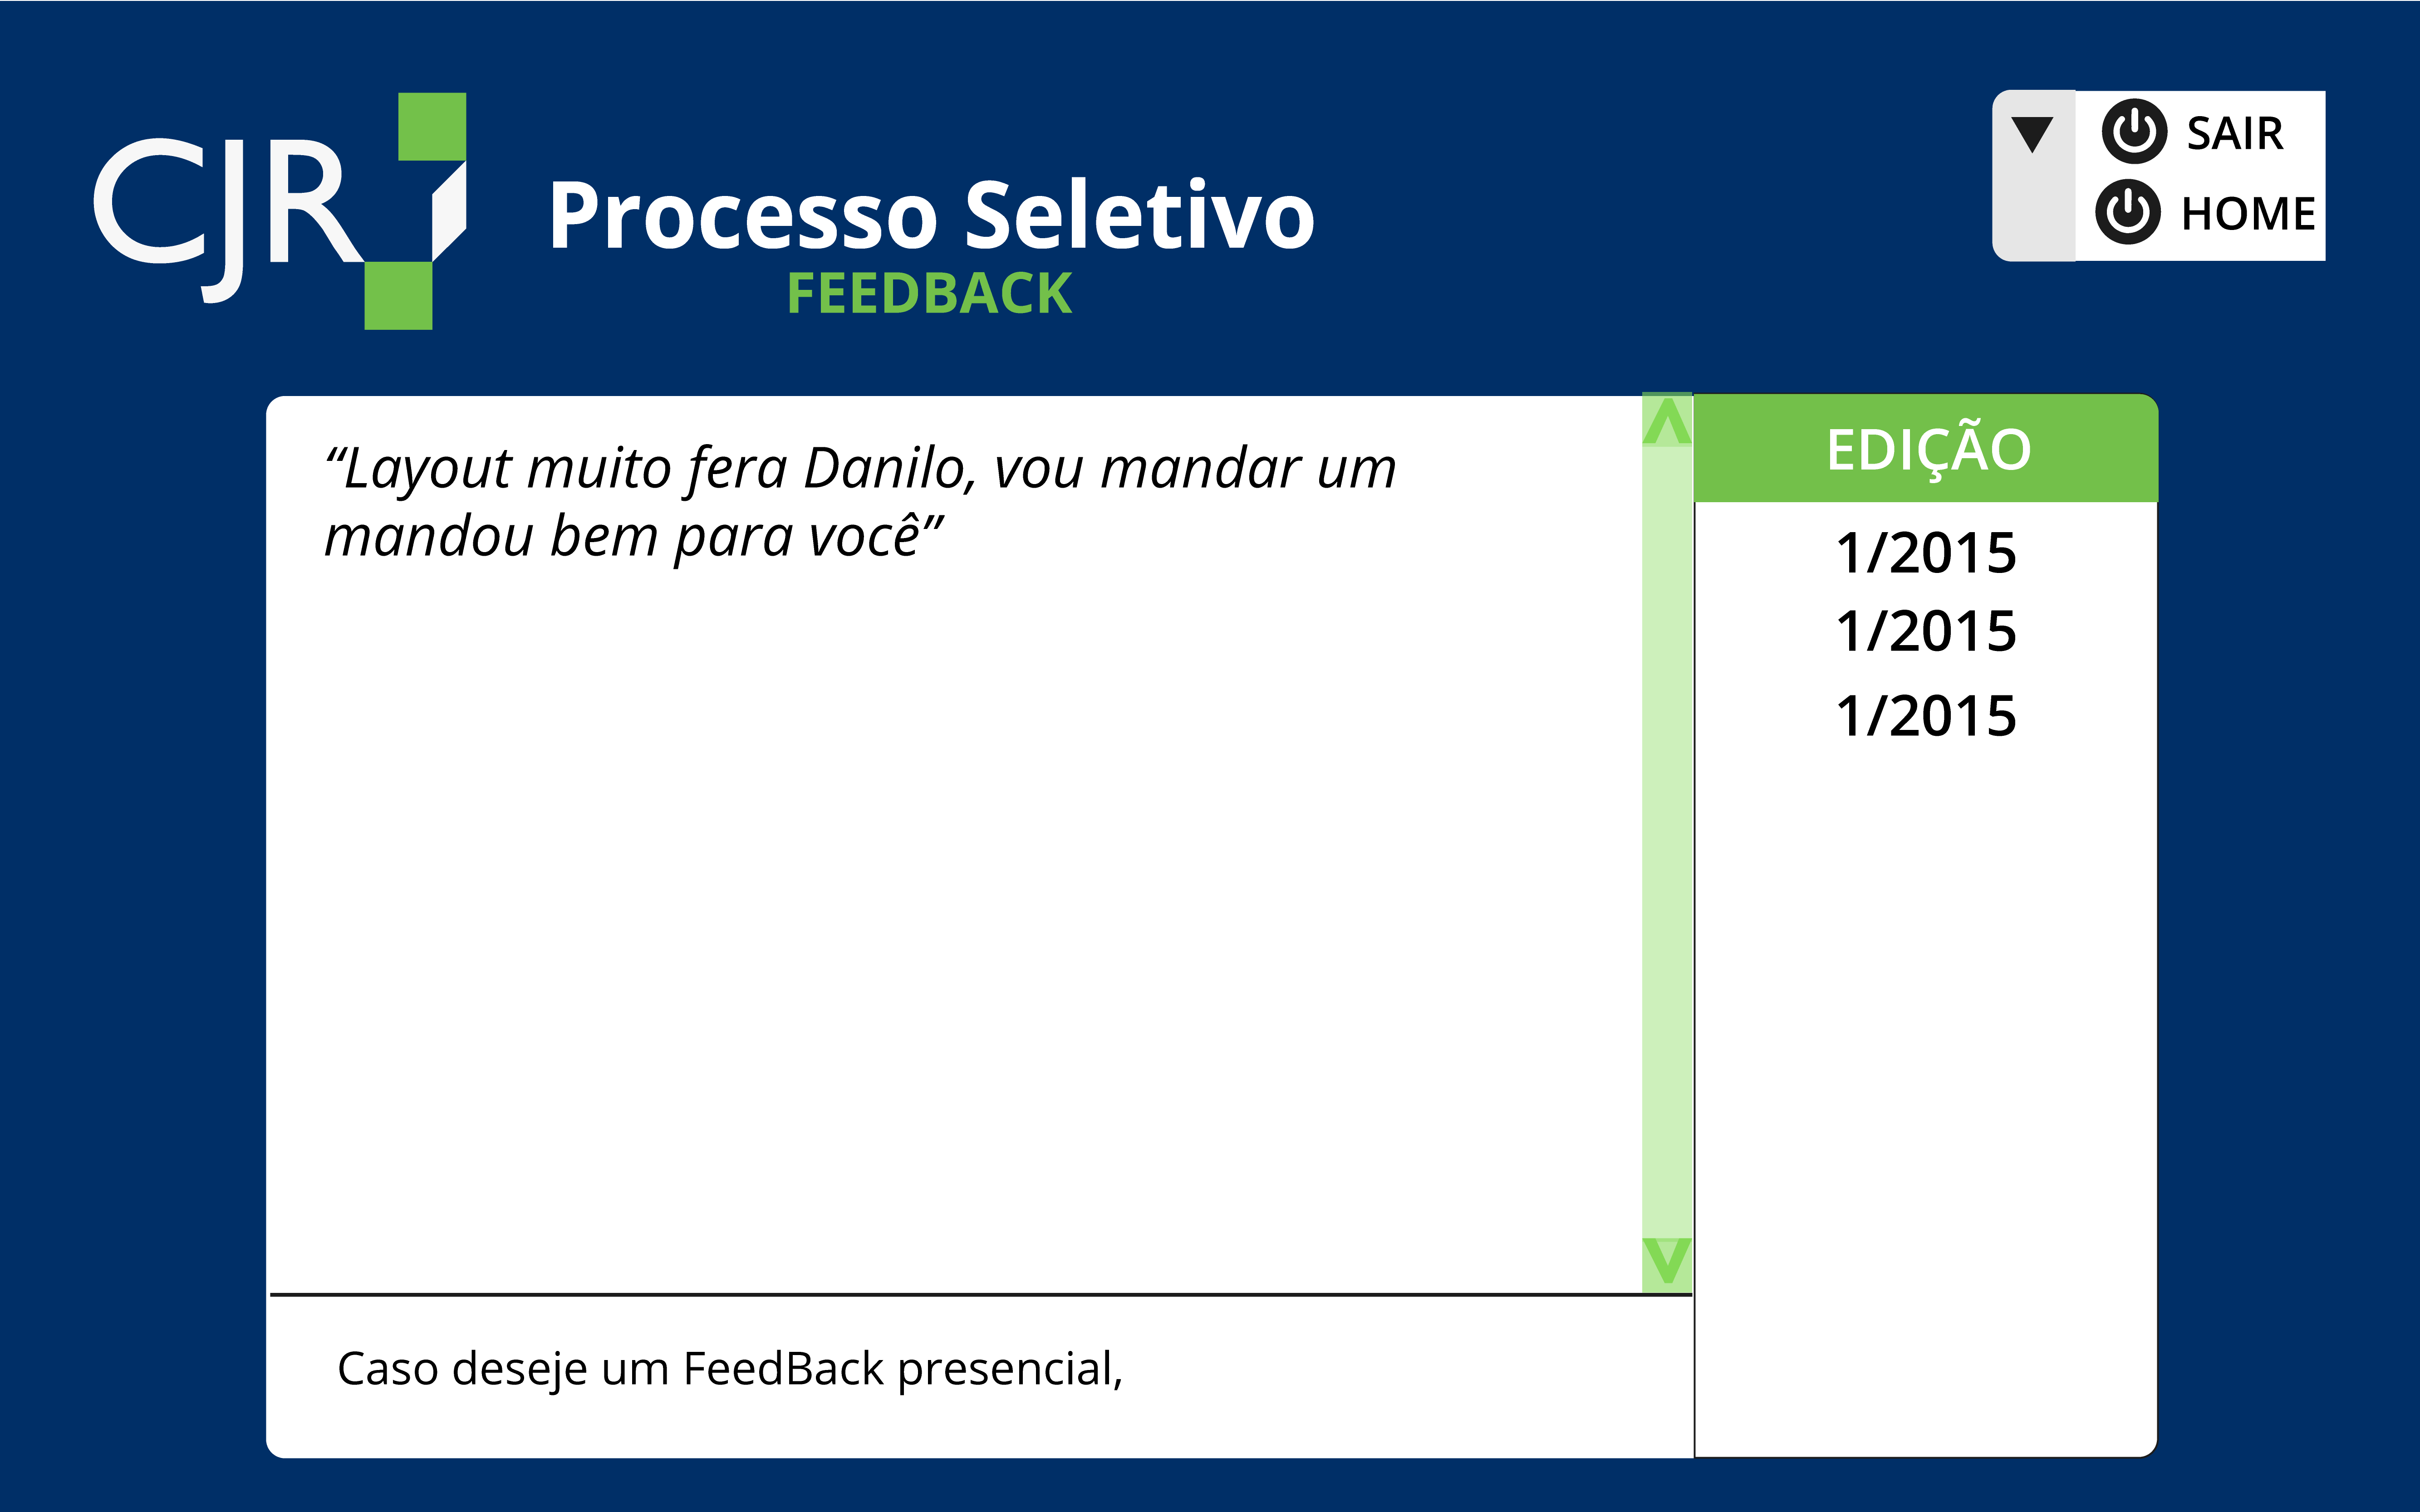 CJR
Processo Seletivo
FEEDBACK
SAIR
HOME
“Layout muito fera Danilo, vou mandar um
mandou bem para você”
Caso deseje um FeedBack presencial,
EDIÇÃO
1/2015
1/2015
1/2015